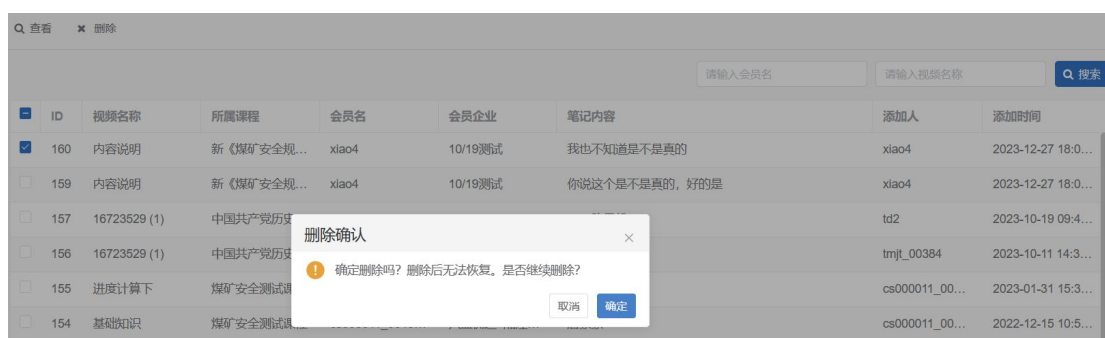 查看 删除
请输入会员名 请输入视频名称 搜索
ID 视频名称 所属课程 会员名 会员企业 笔记内容 添加人 添加时间
160 内容说明 新《煤矿安全规... xiao4 10/19测试 我也不知道是不是真的 xiao4 2023-12-27 18:0...
159 内容说明 新《煤矿安全规... xiao4 10/19测试 你说这个是不是真的，好的是 xiao4 2023-12-27 18:0...
157 16723529 (1) 中国共产党历史 td2 2023-10-19 09:4...
删除确认
156 16723529 (1) 中国共产党历史 tmjt_00384 2023-10-11 14:3...
确定删除吗？删除后无法恢复。是否继续删除？
155 进度计算下 煤矿安全测试课 cs000011_00... 2023-01-31 15:3...
取消 确定
154 基础知识 煤矿安全测试课 cs000011_00... 2022-12-15 10:5...